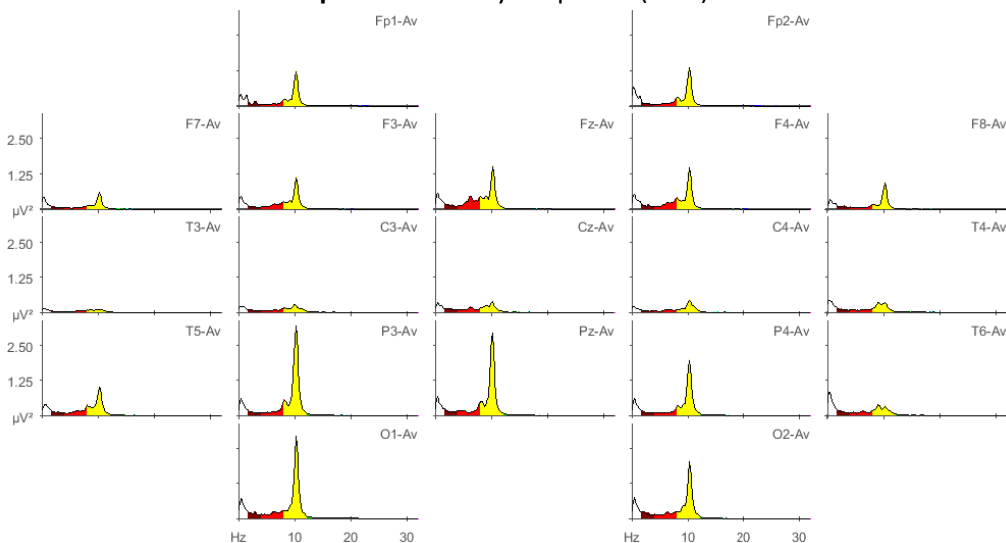 Fp1-Av Fp2-Av
F7-Av F3-Av Fz-Av F4-Av F8-Av
2.50
1.25
µV²
T3-Av C3-Av Cz-Av C4-Av T4-Av
2.50
1.25
µV²
T5-Av P3-Av Pz-Av P4-Av T6-Av
2.50
1.25
µV²
O1-Av O2-Av
Hz 10 20 30 Hz 10 20 30